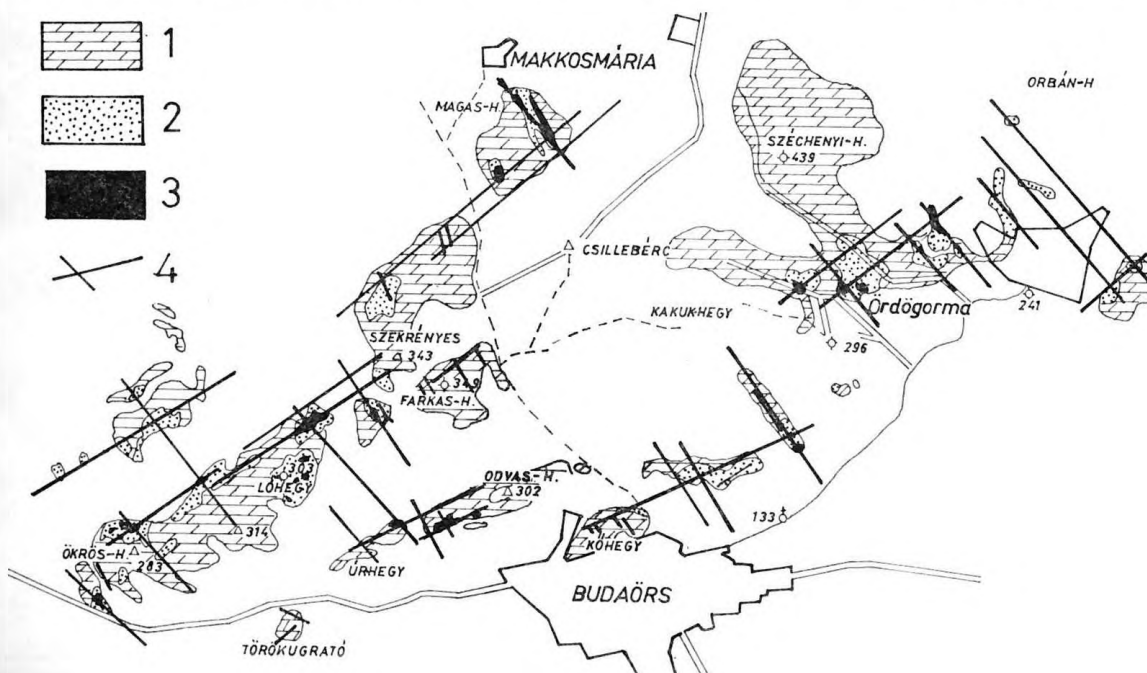 1
2
3
4
MAKKOSMÁRIA
MAGAS-H.
ORBÁN-H
SZÉCHENYI-H.
439
CSILLEBÉRC
KAKUK-HEGY
Ördögorma
241
296
SZEKRÉNYES
343
349
FARKAS-H.
303
LÓHEGY
ODVAS-H.
302
133
314
ÖKRÖS-H.
283
ÚRHEGY
KŐHEGY
BUDAÖRS
TÖRÖKUGRATÓ